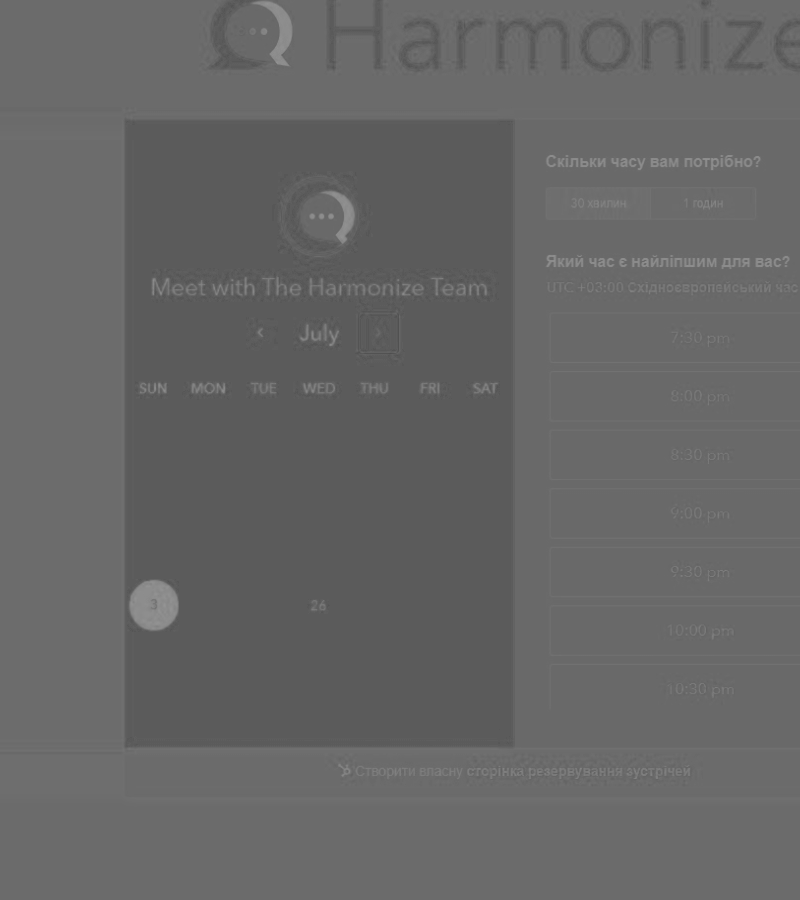 Harmonize
Meet with The Harmonize Team
July
SUN MON TUE WED THU FRI SAT
3 26
Скільки часу вам потрібно?
30 хвилин 1 годин
Який час є найліпшим для вас?
UTC +03:00 Східноєвропейський час
7:30 pm
8:00 pm
8:30 pm
9:00 pm
9:30 pm
10:00 pm
10:30 pm
Створити власну сторінка резервування зустрічей